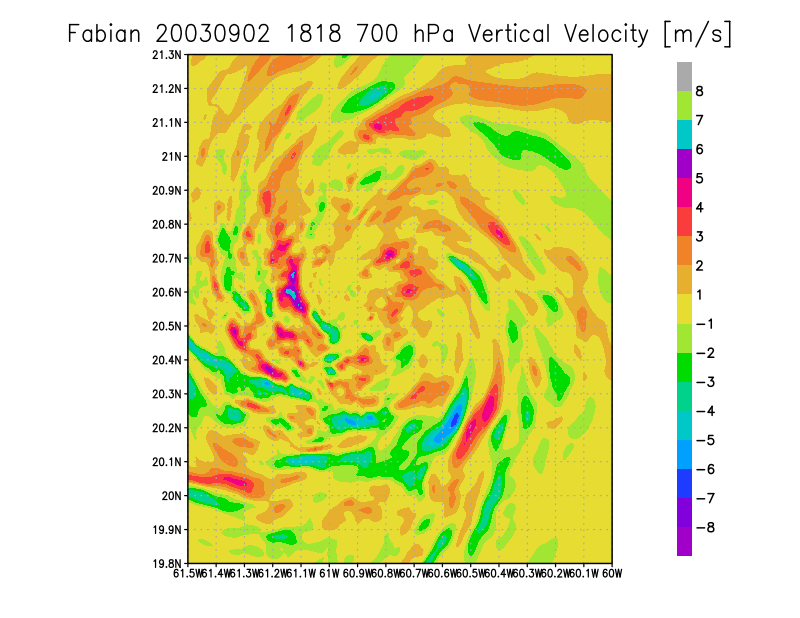 Fabian 20030902 1818 700 hPa Vertical Velocity [m/s]
21.3N
21.2N
21.1N
21N
20.9N
20.8N
20.7N
20.6N
20.5N
20.4N
20.3N
20.2N
20.1N
20N
19.9N
19.8N
61.5W 61.4W 61.3W 61.2W 61.1W 61W 60.9W 60.8W 60.7W 60.6W 60.5W 60.4W 60.3W 60.2W 60.1W 60W
8
7
6
5
4
3
2
1
−1
−2
−3
−4
−5
−6
−7
−8